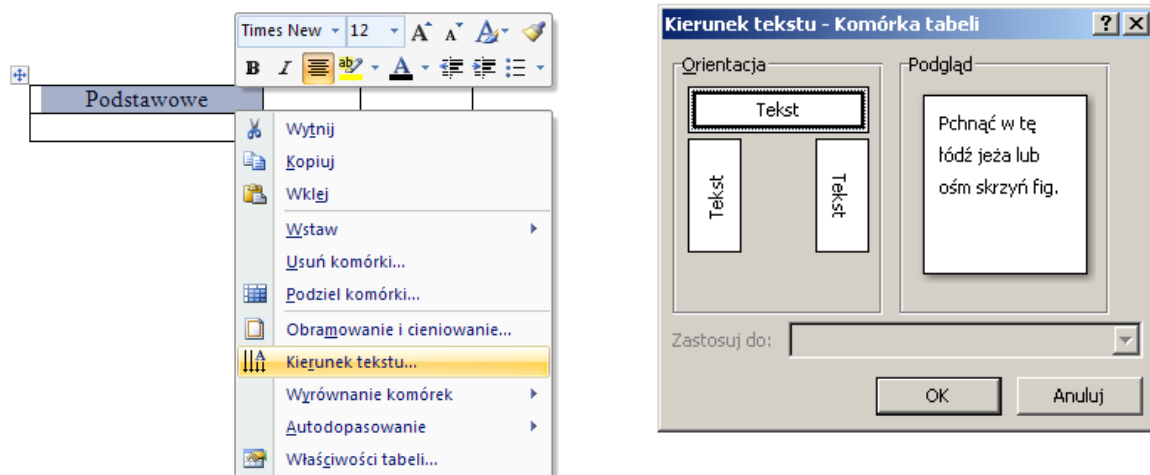 Times New 12 A A A
B I ab A
Podstawowe
Wytnij
Kopiuj
Wklej
Wstaw
Usuń komórki...
Podziel komórki...
Obramowanie i cieniowanie...
Kierunek tekstu...
Wyrównanie komórek
Autodopasowanie
Właściwości tabeli...
Kierunek tekstu - Komórka tabeli
Orientacja
Tekst
Tekst
Tekst
Podgląd
Pchnąć w tę
łódź jeża lub
ośm skrzyń fig.
Zastosuj do:
OK Anuluj